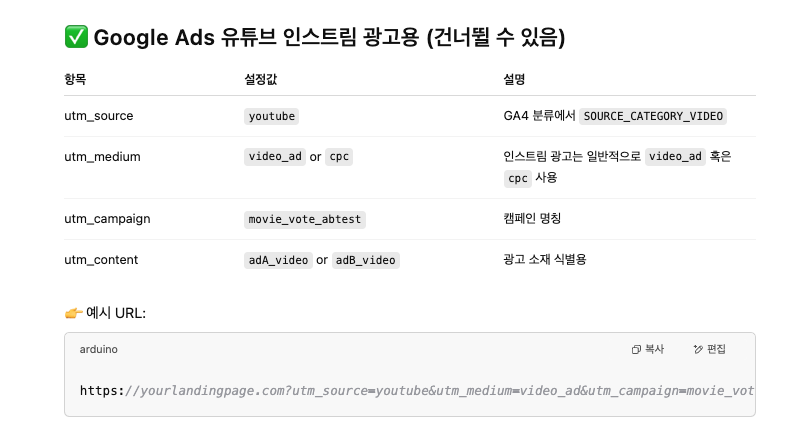 ✅ Google Ads 유튜브 인스트림 광고용 (건너뛸 수 있음)
항목 설정값 설명
utm_source youtube GA4 분류에서 SOURCE_CATEGORY_VIDEO
utm_medium video_ad or cpc 인스트림 광고는 일반적으로 video_ad 혹은
cpc 사용
utm_campaign movie_vote_abtest 캠페인 명칭
utm_content adA_video or adB_video 광고 소재 식별용
👉 예시 URL:
arduino 복사 편집
https://yourlandingpage.com?utm_source=youtube&utm_medium=video_ad&utm_campaign=movie_vot